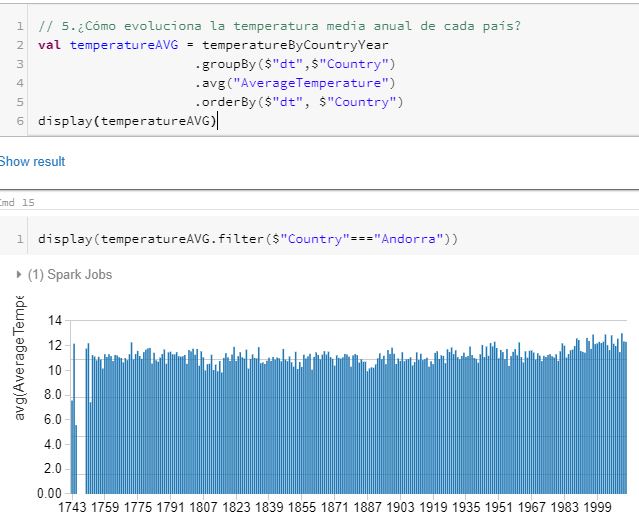 1 // 5.¿Cómo evoluciona la temperatura media anual de cada país?
2 val temperatureAVG = temperatureByCountryYear
3 .groupBy($"dt",$"Country")
4 .avg("AverageTemperature")
5 .orderBy($"dt", $"Country")
6 display(temperatureAVG)
Show result
md 15
1 display(temperatureAVG.filter($"Country"==="Andorra"))
(1) Spark Jobs
avg(AverageTempe
14
12
10
8.0
6.0
4.0
2.0
0.00
1743 1759 1775 1791 1807 1823 1839 1855 1871 1887 1903 1919 1935 1951 1967 1983 1999